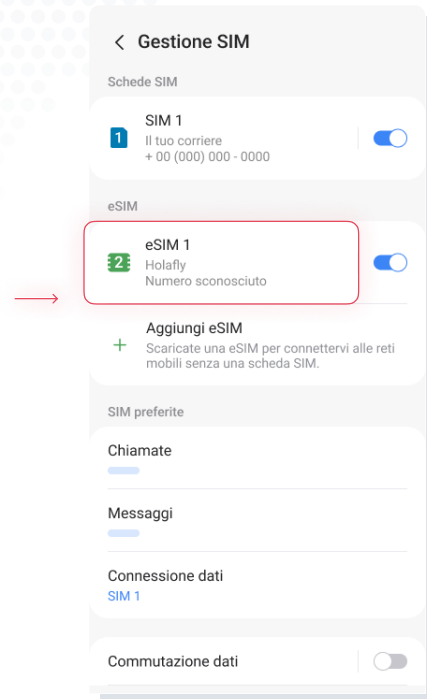 Gestione SIM
Schede SIM
1
SIM 1
Il tuo corriere
+ 00 (000) 000 - 0000
eSIM
2
eSIM 1
Holafly
Numero sconosciuto
Aggiungi eSIM
Scaricate una eSIM per connettervi alle reti
mobili senza una scheda SIM.
SIM preferite
Chiamate
Messaggi
Connessione dati
SIM 1
Commutazione dati